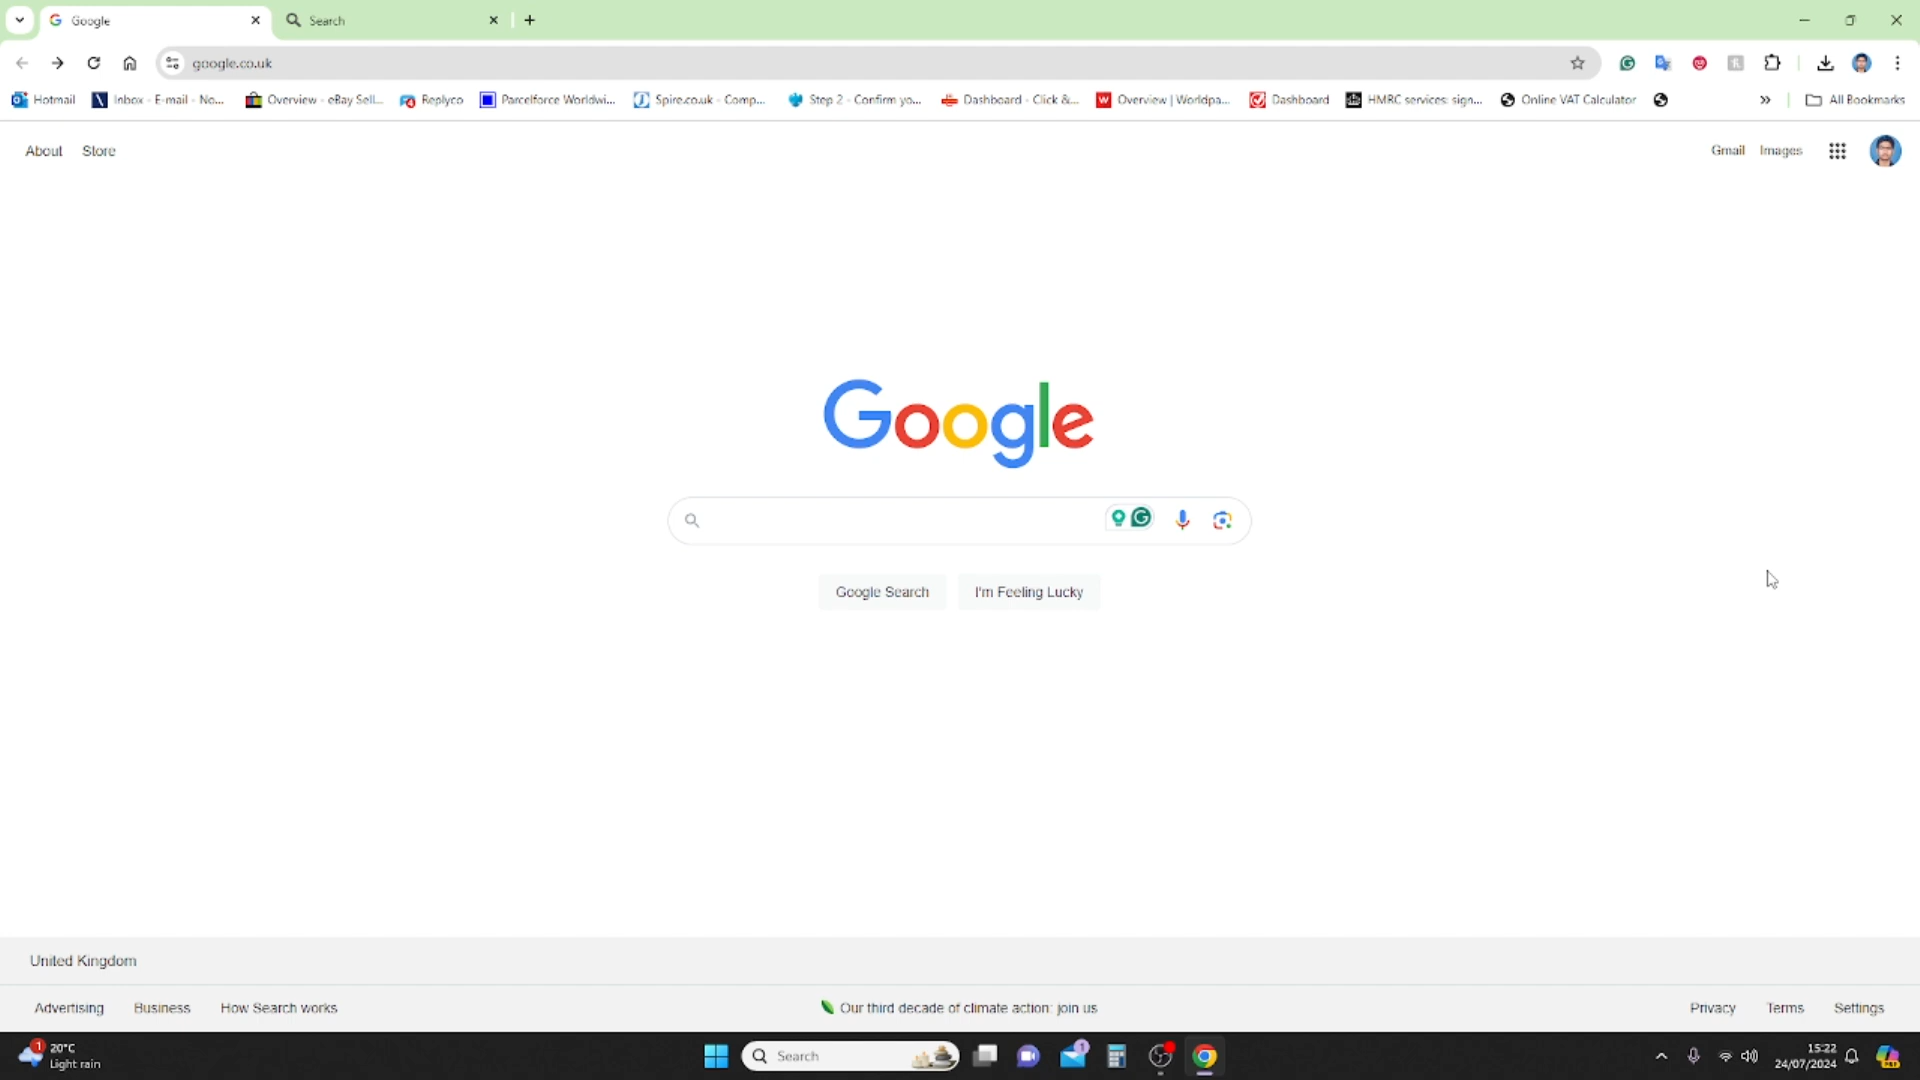 Google
Search
google.co.uk
Hotmail
Inbox - E-mail - No...
Overview - eBay Sell...
Replyco
Parcelforce Worldwi...
Spire.co.uk - Comp...
Step 2 - Confirm yo...
Dashboard - Click &...
Overview | Worldpa...
Dashboard
HMRC services: sign...
Online VAT Calculator
All Bookmarks
About
Store
Gmail
Images
Google
Google Search
I'm Feeling Lucky
United Kingdom
Advertising
Business
How Search works
Our third decade of climate action: join us
Privacy
Terms
Settings
1
20°C
Light rain
Search
1
15:22
24/07/2024